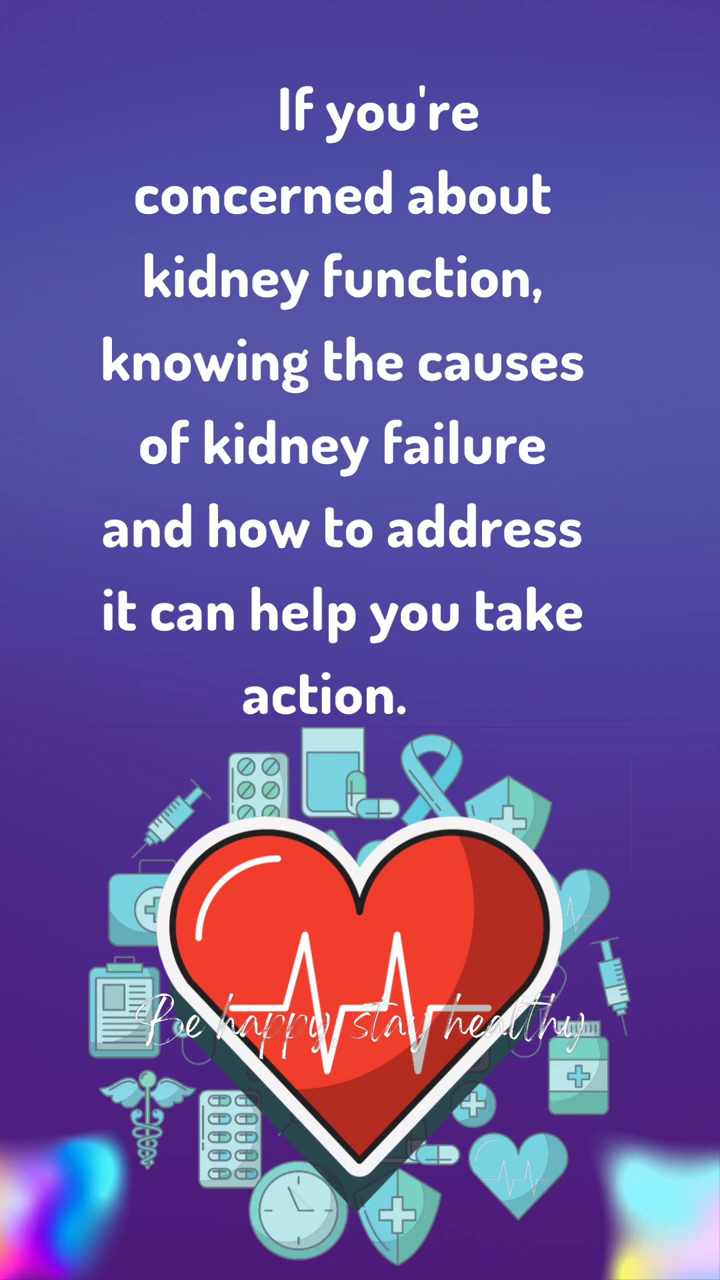 If you're
concerned about
kidney function,
knowing the causes
of kidney failure
and how to address
it can help you take
action.
Be happy stay healthy